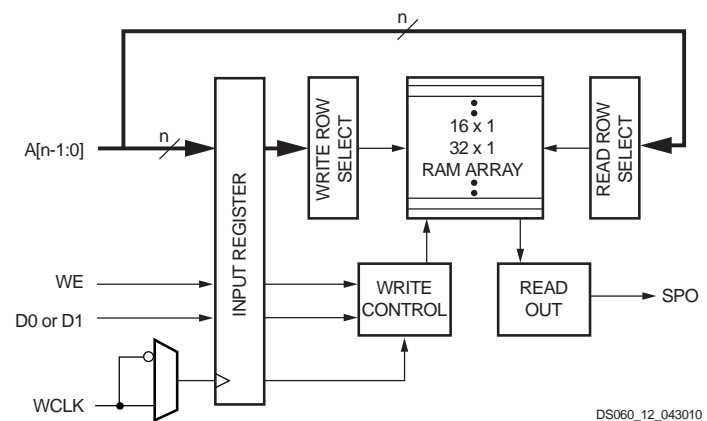 n
A[n-1:0]
n
INPUT REGISTER
WRITE ROW
SELECT
16 x 1
32 x 1
RAM ARRAY
READ ROW
SELECT
WE
D0 or D1
WRITE
CONTROL
READ
OUT
SPO
WCLK
DS060_12_043010